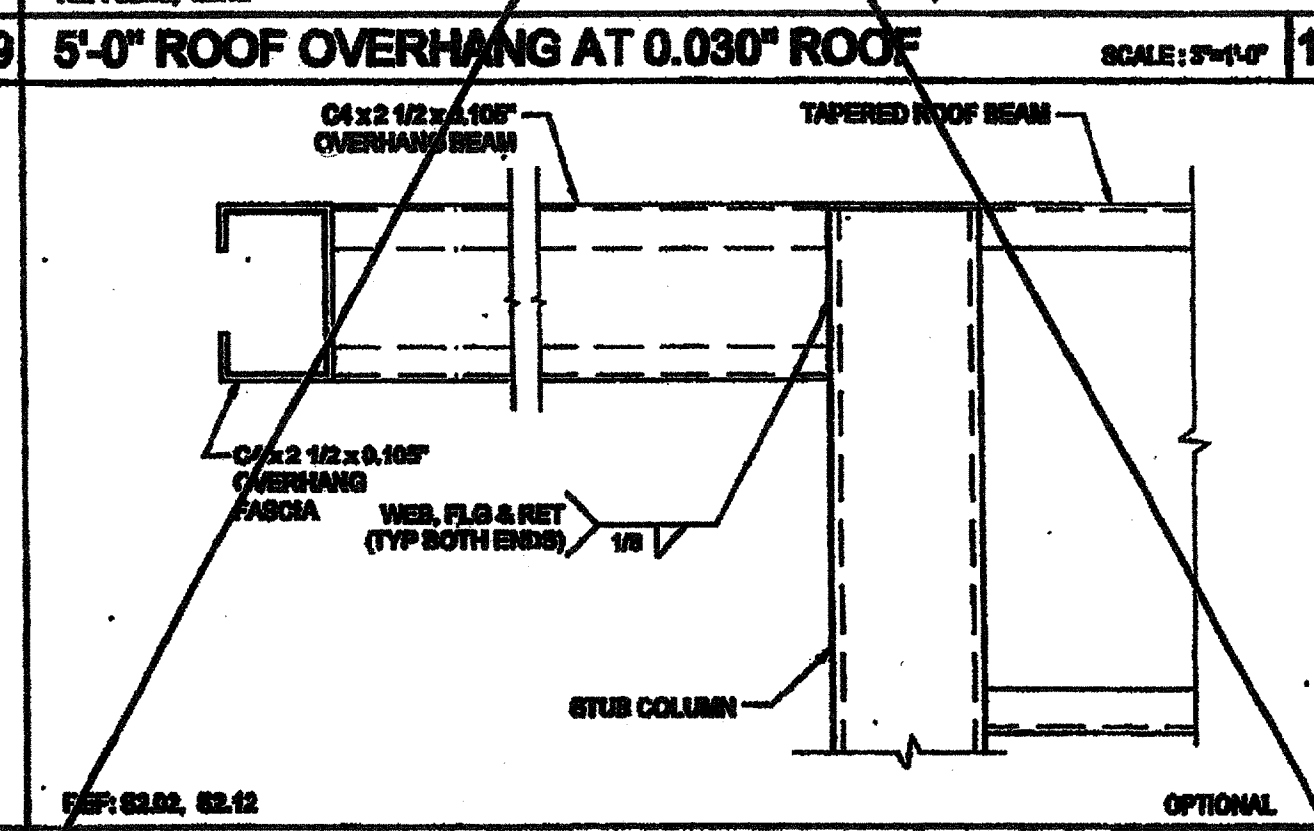 9 5'-0" ROOF OVERHANG AT 0.030" ROOF SCALE : 3"=1'-0" 1
C4 x 2 1/2 x 0.105"
OVERHANG BEAM
TAPERED ROOF BEAM
C4 x 2 1/2 x 0.105"
OVERHANG
FASCIA
WEB, FLG & RET
(TYP BOTH ENDS)
1/8
STUB COLUMN
REF: S2.02, S2.12
OPTIONAL